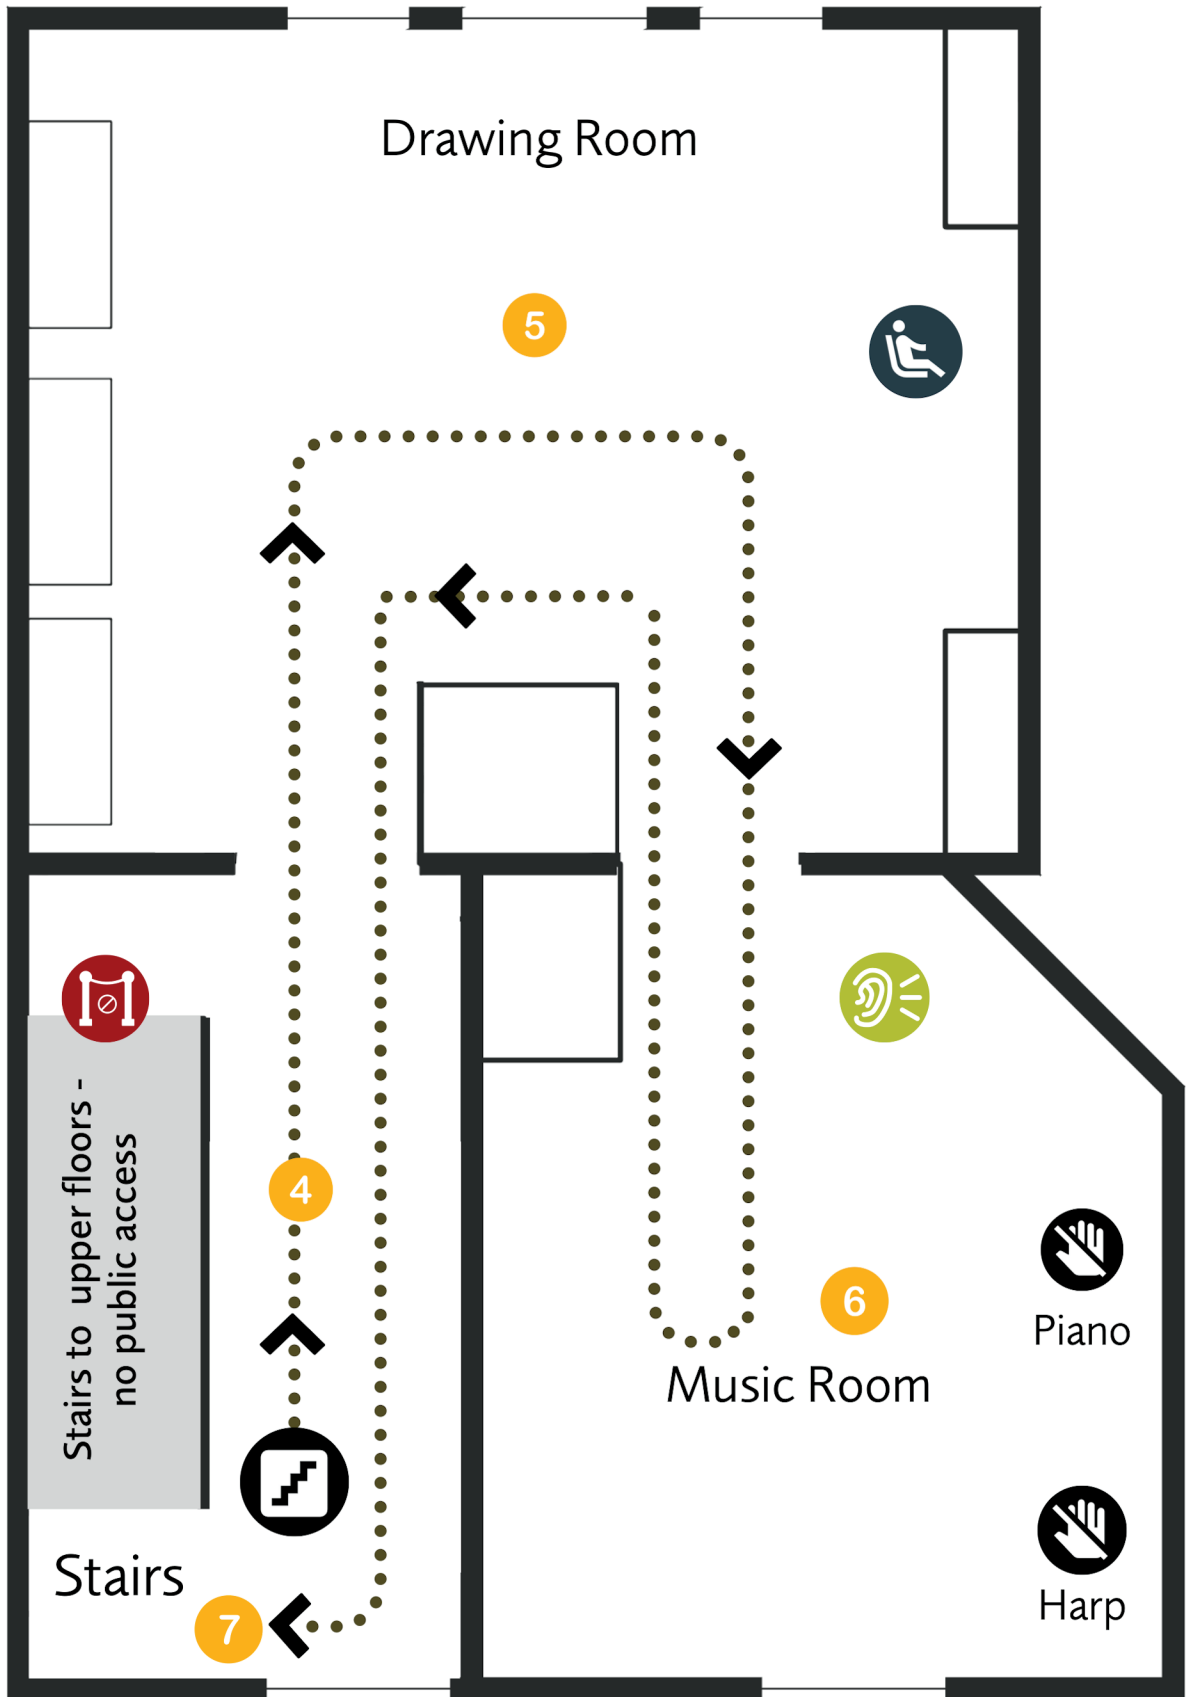 Drawing Room
5
4
Stairs to upper floors -
no public access
6
Piano
Music Room
Harp
Stairs
7